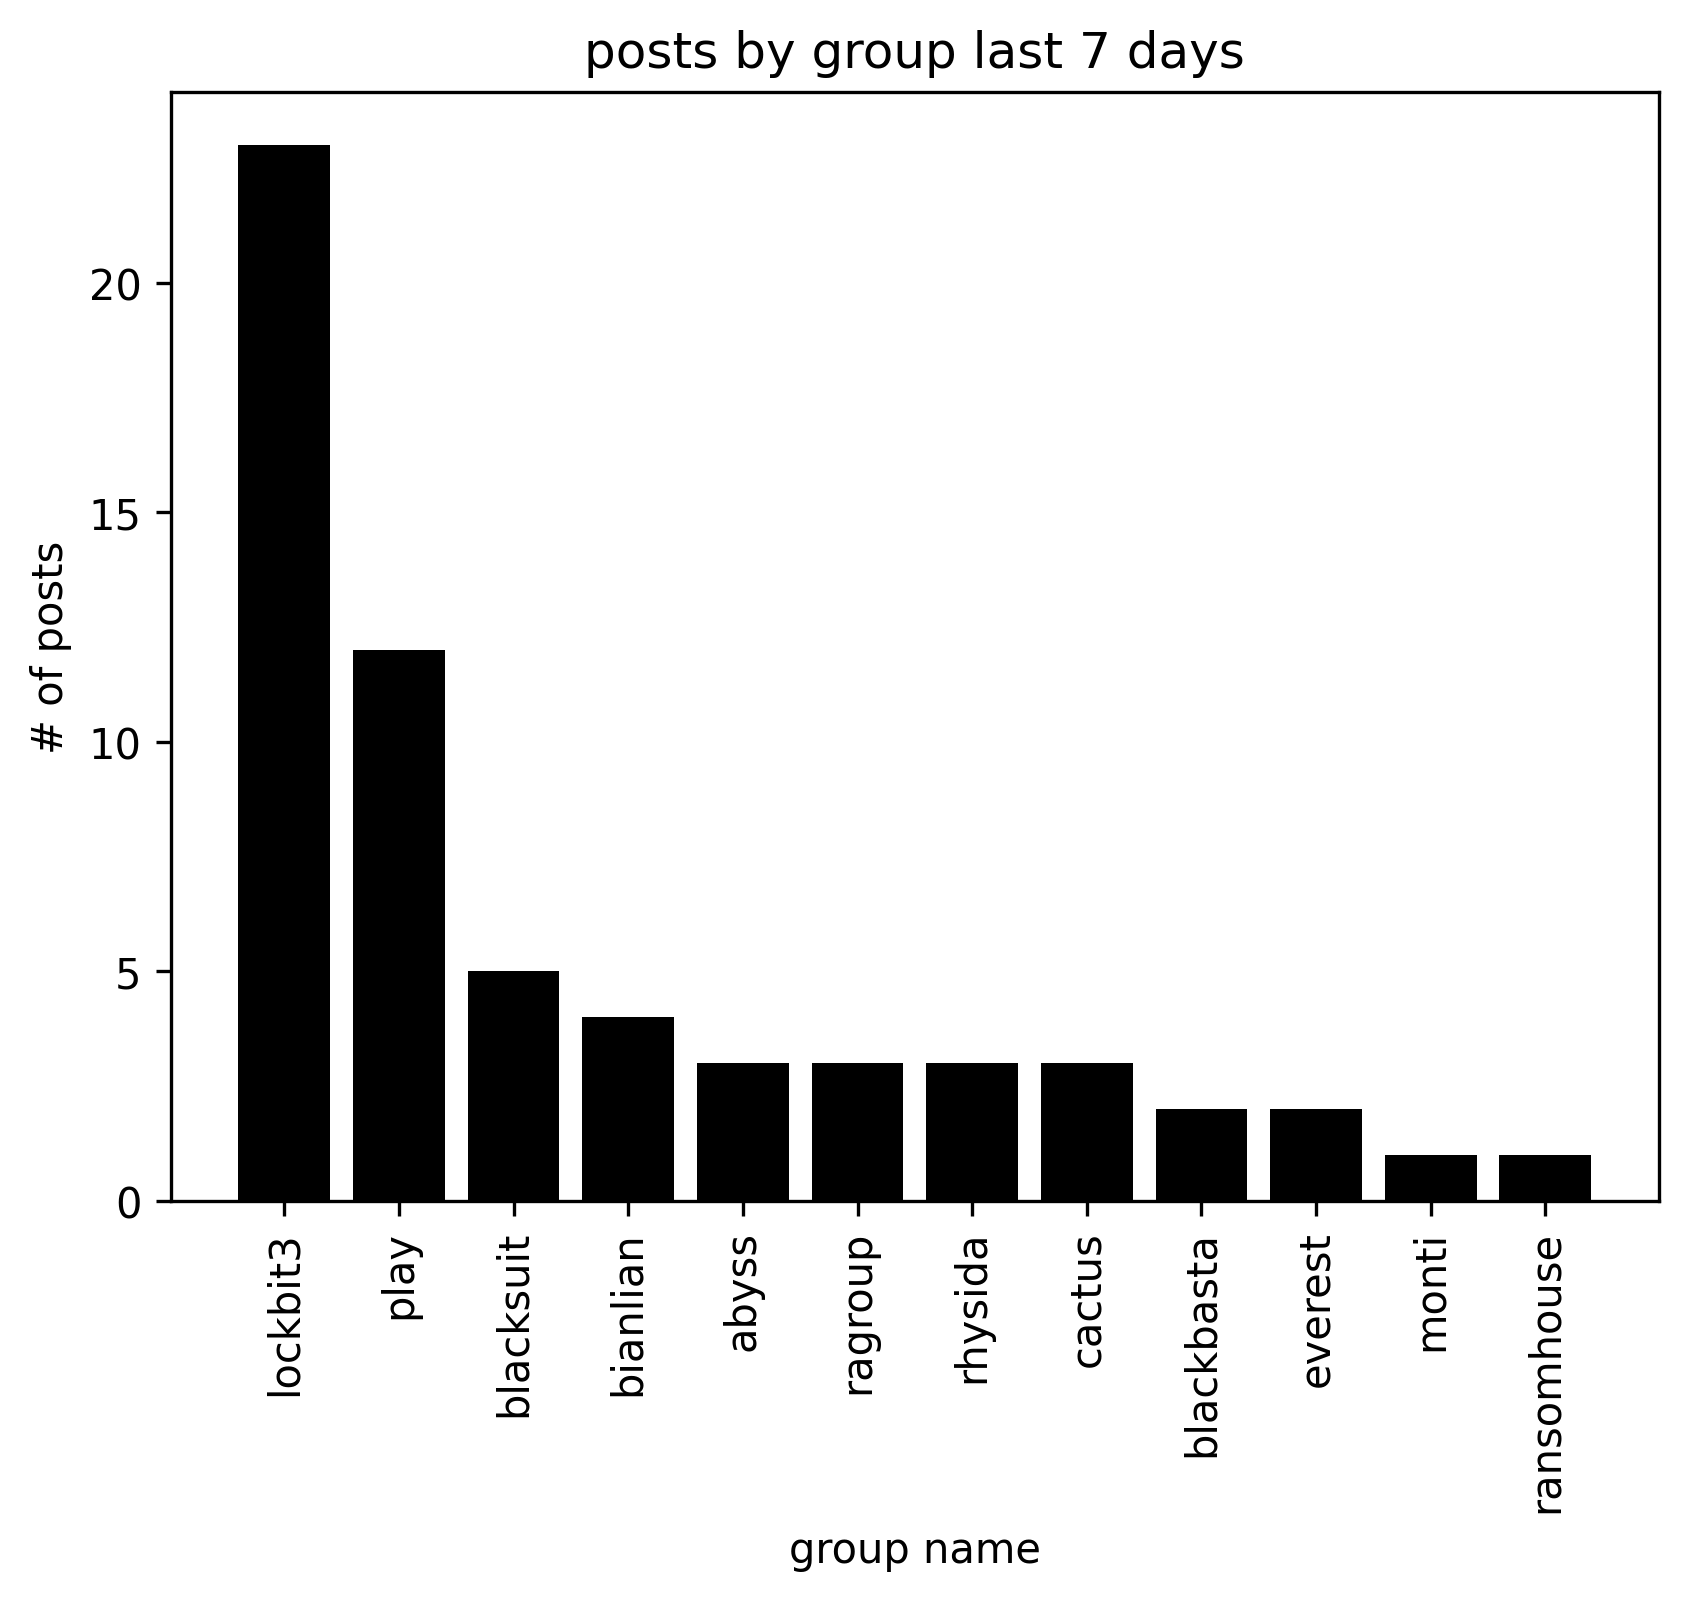 posts by group last 7 days
# of posts
20
15
10
5
0
lockbit3
play
blacksuit
bianlian
abyss
ragroup
rhysida
cactus
blackbasta
everest
monti
ransomhouse
group name